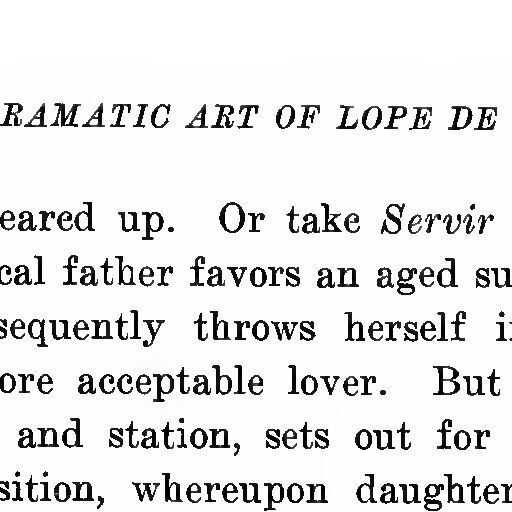 RAMATIC ART OF LOPE DE
eared up. Or take Servir
cal father favors an aged su
sequently throws herself i
ore acceptable lover. But
and station, sets out for
sition, whereupon daughter